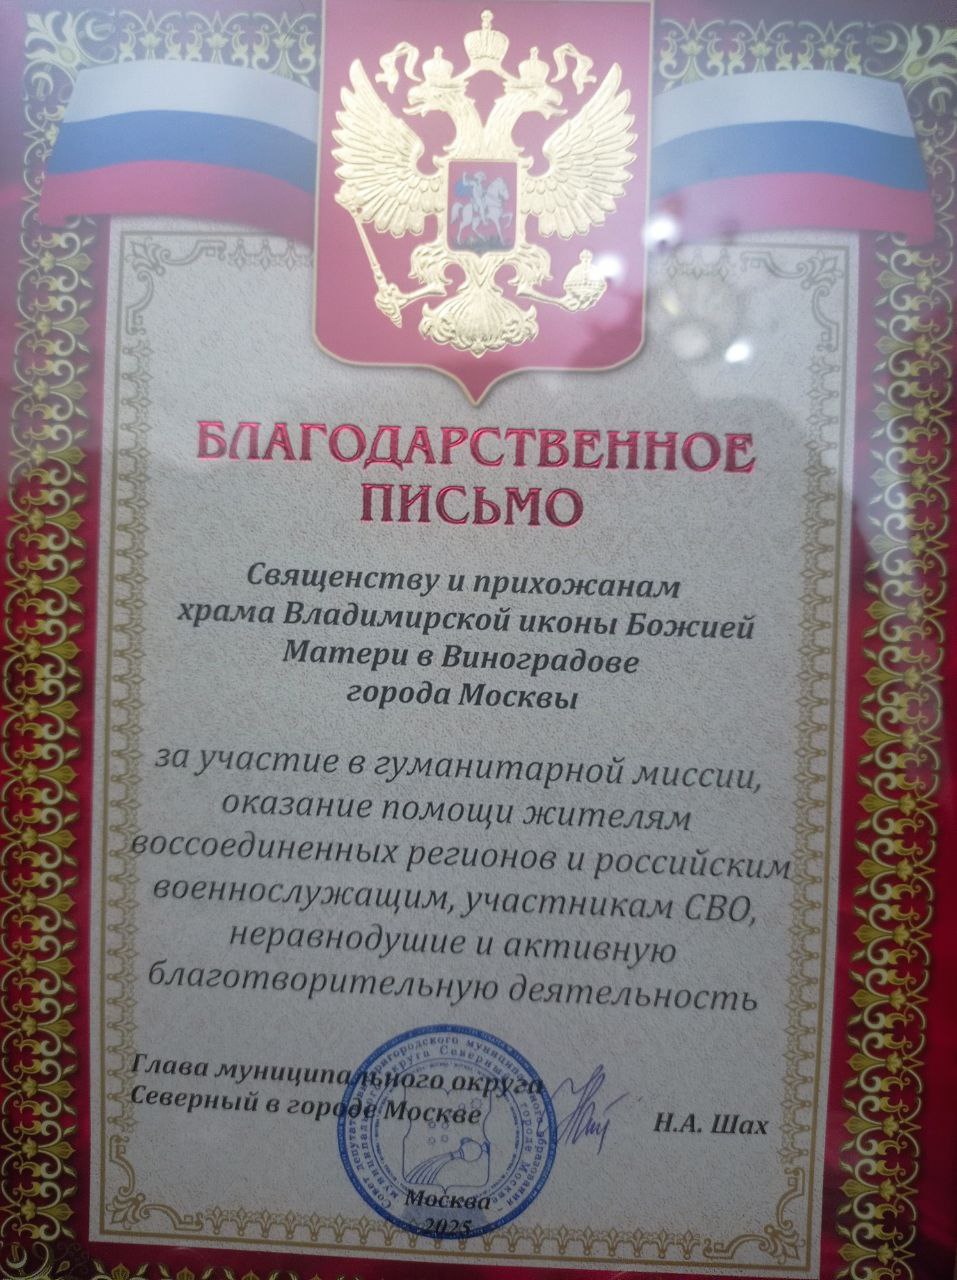 БЛАГОДАРСТВЕННОЕ
ПИСЬМО
Священству и прихожанам
храма Владимирской иконы Божией
Матери в Виноградове
города Москвы
за участие в гуманитарной миссии,
оказание помощи жителям
воссоединенных регионов и российским
военнослужащим, участникам СВО,
неравнодушие и активную
благотворительную деятельность
Глава муниципального округа
Северный в городе Москве
Н.А. Шах
Москва
2025